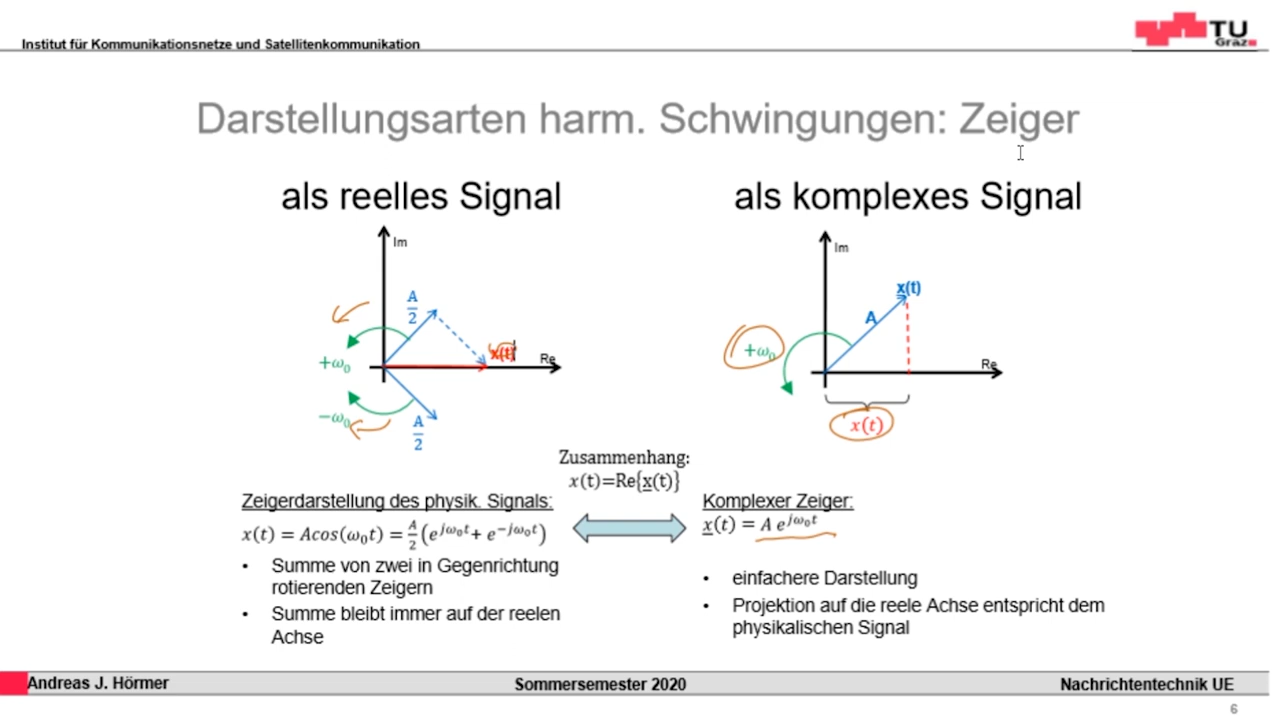 Institut für Kommunikationsnetze und Satellitenkommunikation
TU
Graz
Darstellungsarten harm. Schwingungen: Zeiger
als reelles Signal
Im
A
2
x(t)
Re
+ω₀
−ω₀
A
2
als komplexes Signal
Im
x̲(t)
A
+ω₀
Re
x(t)
Zusammenhang:
x(t)=Re{x̲(t)}
Zeigerdarstellung des physik. Signals:
x(t) = Acos(ω₀t) = A/2 (e^{jω₀t} + e^{−jω₀t})
• Summe von zwei in Gegenrichtung
rotierenden Zeigern
• Summe bleibt immer auf der reelen
Achse
Komplexer Zeiger:
x̲(t) = A e^{jω₀t}
• einfachere Darstellung
• Projektion auf die reele Achse entspricht dem
physikalischen Signal
Andreas J. Hörmer
Sommersemester 2020
Nachrichtentechnik UE
6